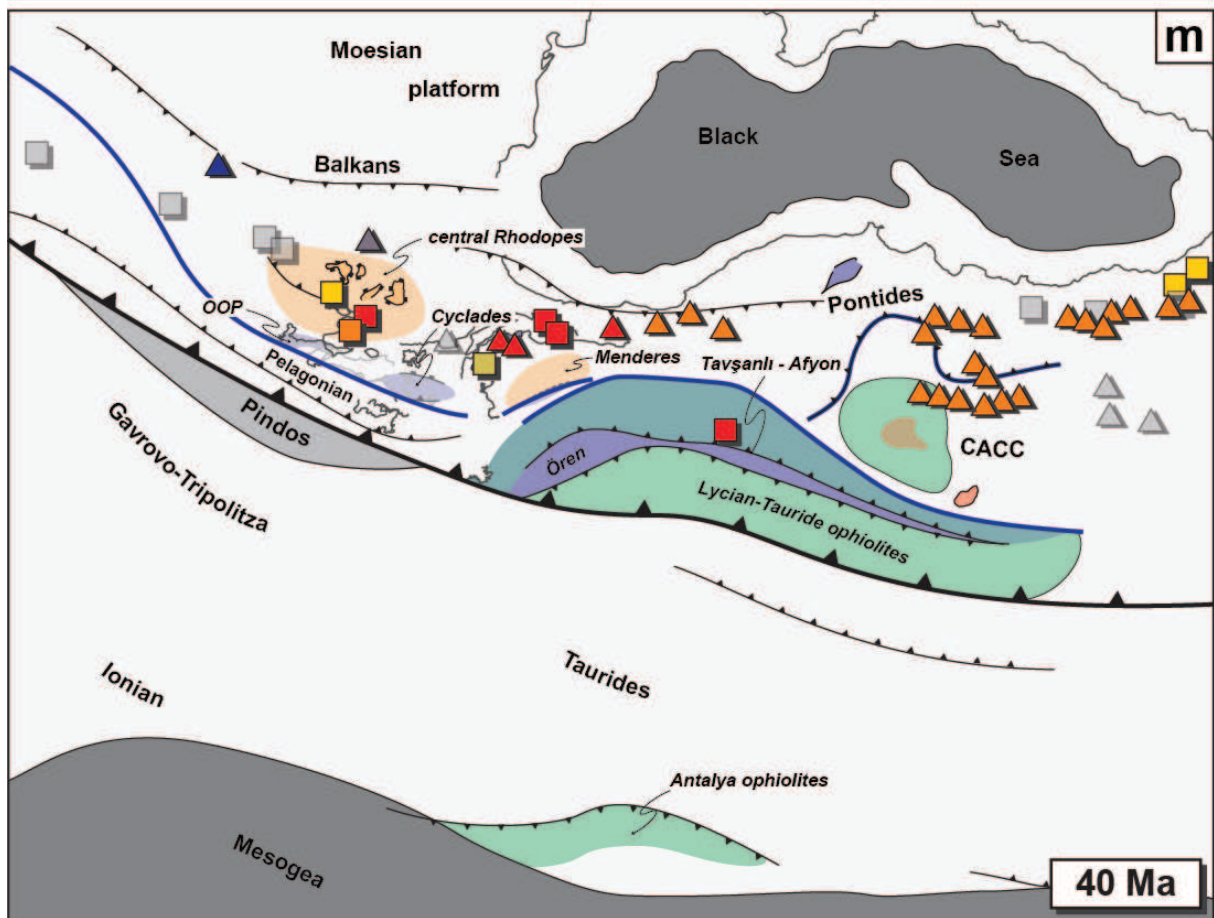 m
Moesian
platform
Black
Sea
Balkans
central Rhodopes
OOP
Cyclades
Pontides
Menderes
Tavşanlı - Afyon
Pelagonian
Pindos
Gavrovo-Tripolitza
Ören
CACC
Lycian-Tauride ophiolites
Ionian
Taurides
Antalya ophiolites
Mesogea
40 Ma